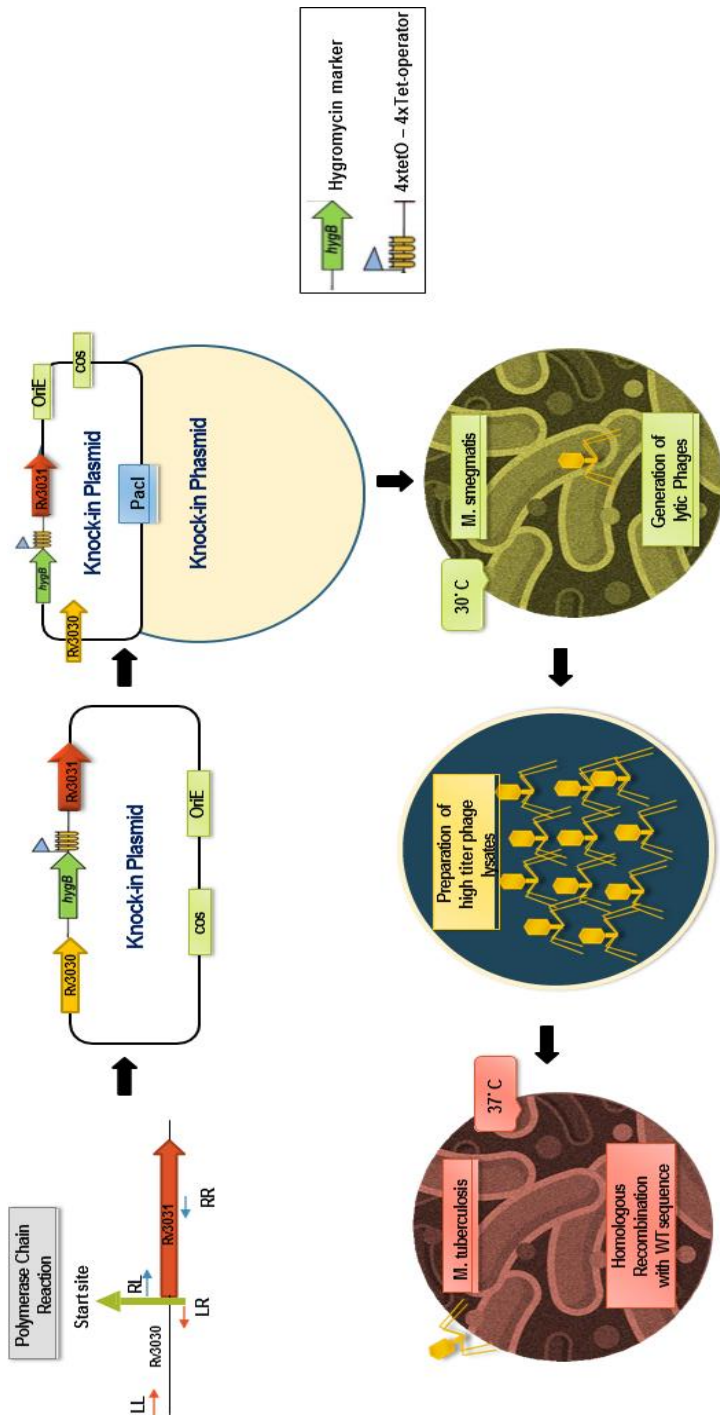 Polymerase Chain
Reaction
Start site
LL
Rv3030
RL
LR
Rv3031
RR
Rv3030
hygB
Rv3031
Knock-in Plasmid
cos
OriE
Rv3030
hygB
Rv3031
OriE
cos
Knock-in Plasmid
PacI
Knock-in Phasmid
hygB
Hygromycin marker
4xtetO – 4xTet-operator
M. tuberculosis
37˚C
Homologous
Recombination
with WT sequence
Preparation of
high titer phage
lysates
30˚C
M. smegmatis
Generation of
lytic Phages